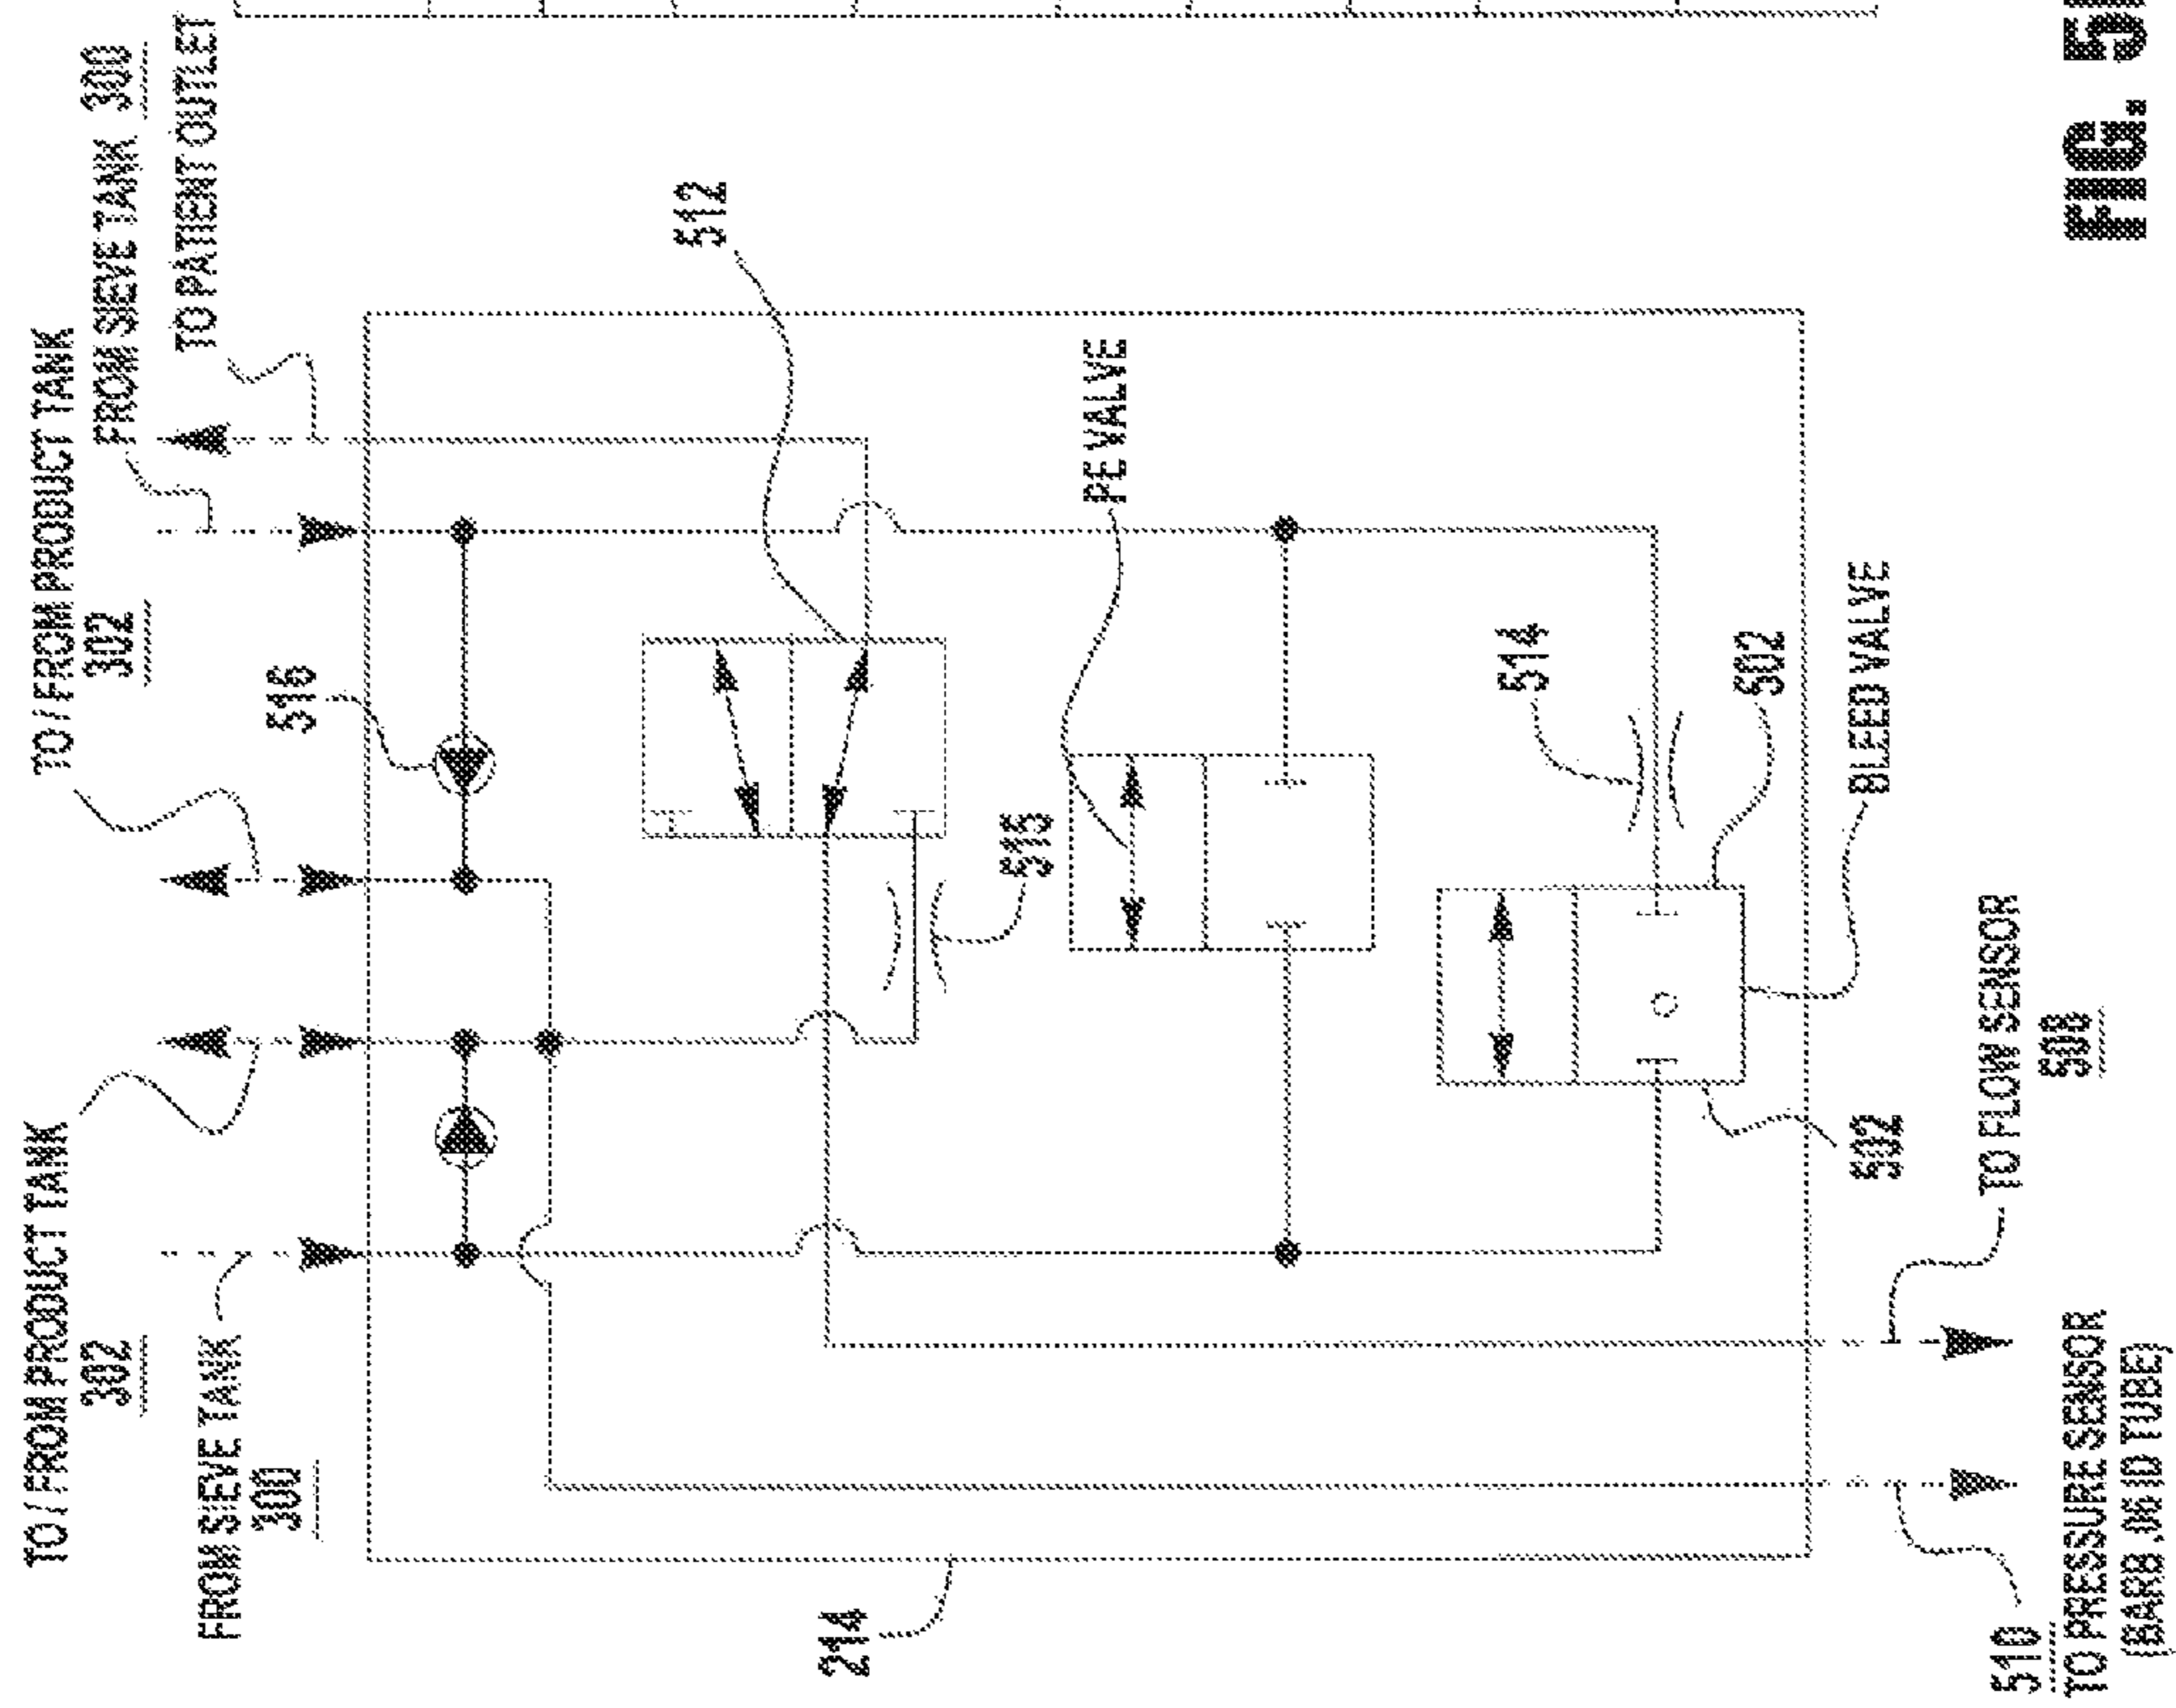 TO / FROM PRODUCT TANK
302
FROM SIEVE TANK 300
TO PATIENT OUTLET
516
512
TO / FROM PRODUCT TANK
302
FROM SIEVE TANK
300
515
PE VALVE
514
502
BLEED VALVE
502
214
TO FLOW SENSOR
508
510
TO PRESSURE SENSOR
(BARB .06 ID TUBE)
FIG.